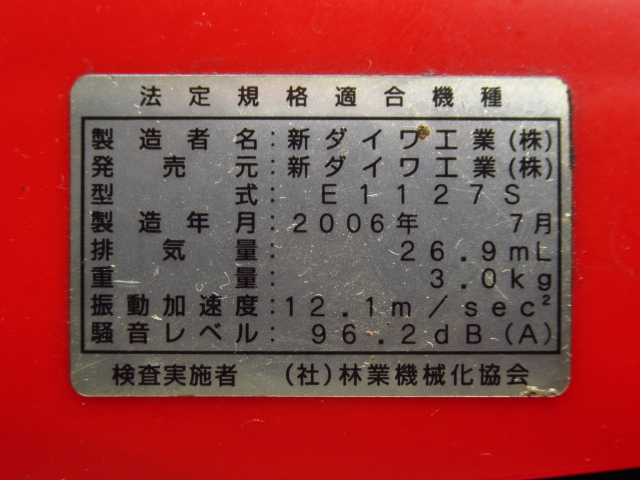 法定規格適合機種
製造者名:新ダイワ工業(株)
発売元:新ダイワ工業(株)
型式:E1127S
製造年月:2006年 7月
排気量: 26.9mL
重量: 3.0kg
振動加速度:12.1m/sec²
騒音レベル: 96.2dB(A)
検査実施者 (社)林業機械化協会